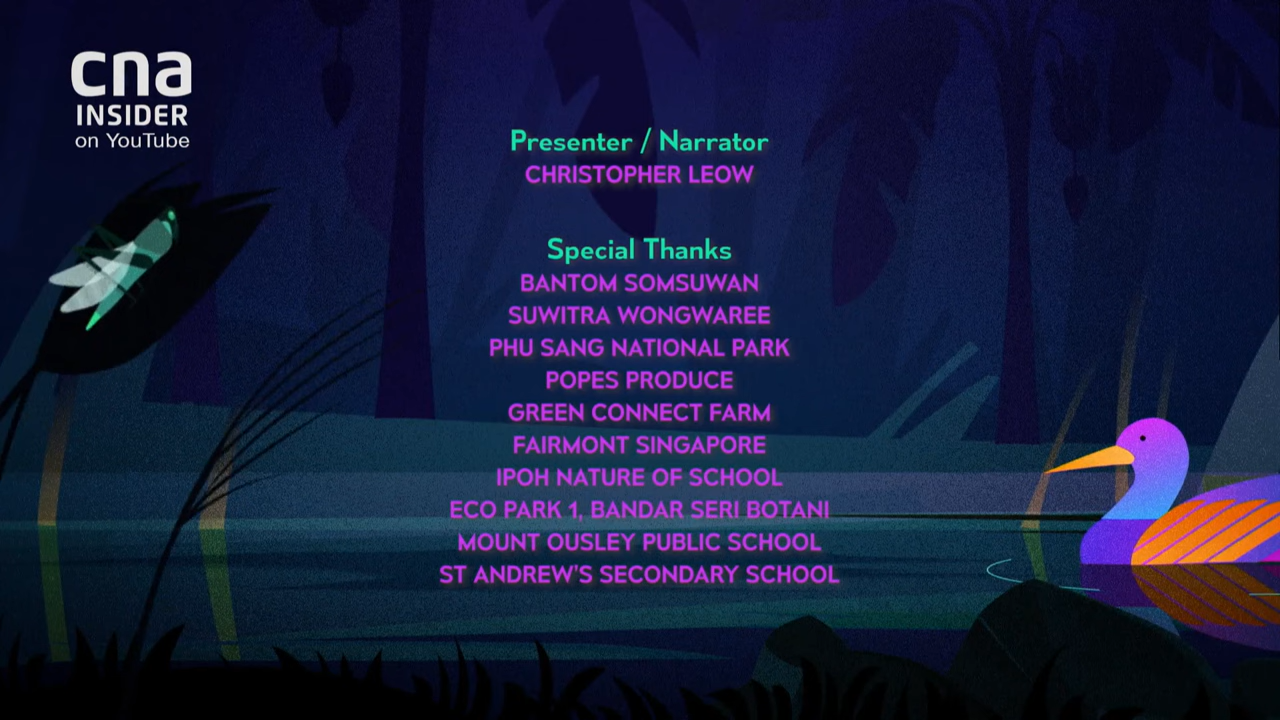 cna
INSIDER
on YouTube
Presenter / Narrator
CHRISTOPHER LEOW
Special Thanks
BANTOM SOMSUWAN
SUWITRA WONGWAREE
PHU SANG NATIONAL PARK
POPES PRODUCE
GREEN CONNECT FARM
FAIRMONT SINGAPORE
IPOH NATURE OF SCHOOL
ECO PARK 1, BANDAR SERI BOTANI
MOUNT OUSLEY PUBLIC SCHOOL
ST ANDREW'S SECONDARY SCHOOL